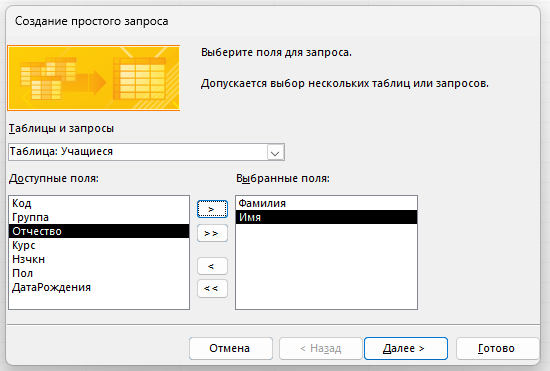 Создание простого запроса
Выберите поля для запроса.
Допускается выбор нескольких таблиц или запросов.
Таблицы и запросы
Таблица: Учащиеся
Доступные поля:
Выбранные поля:
Код
Группа
Отчество
Курс
Нзчкн
Пол
ДатаРождения
>
>>
<
<<
Фамилия
Имя
Отмена
< Назад
Далее >
Готово